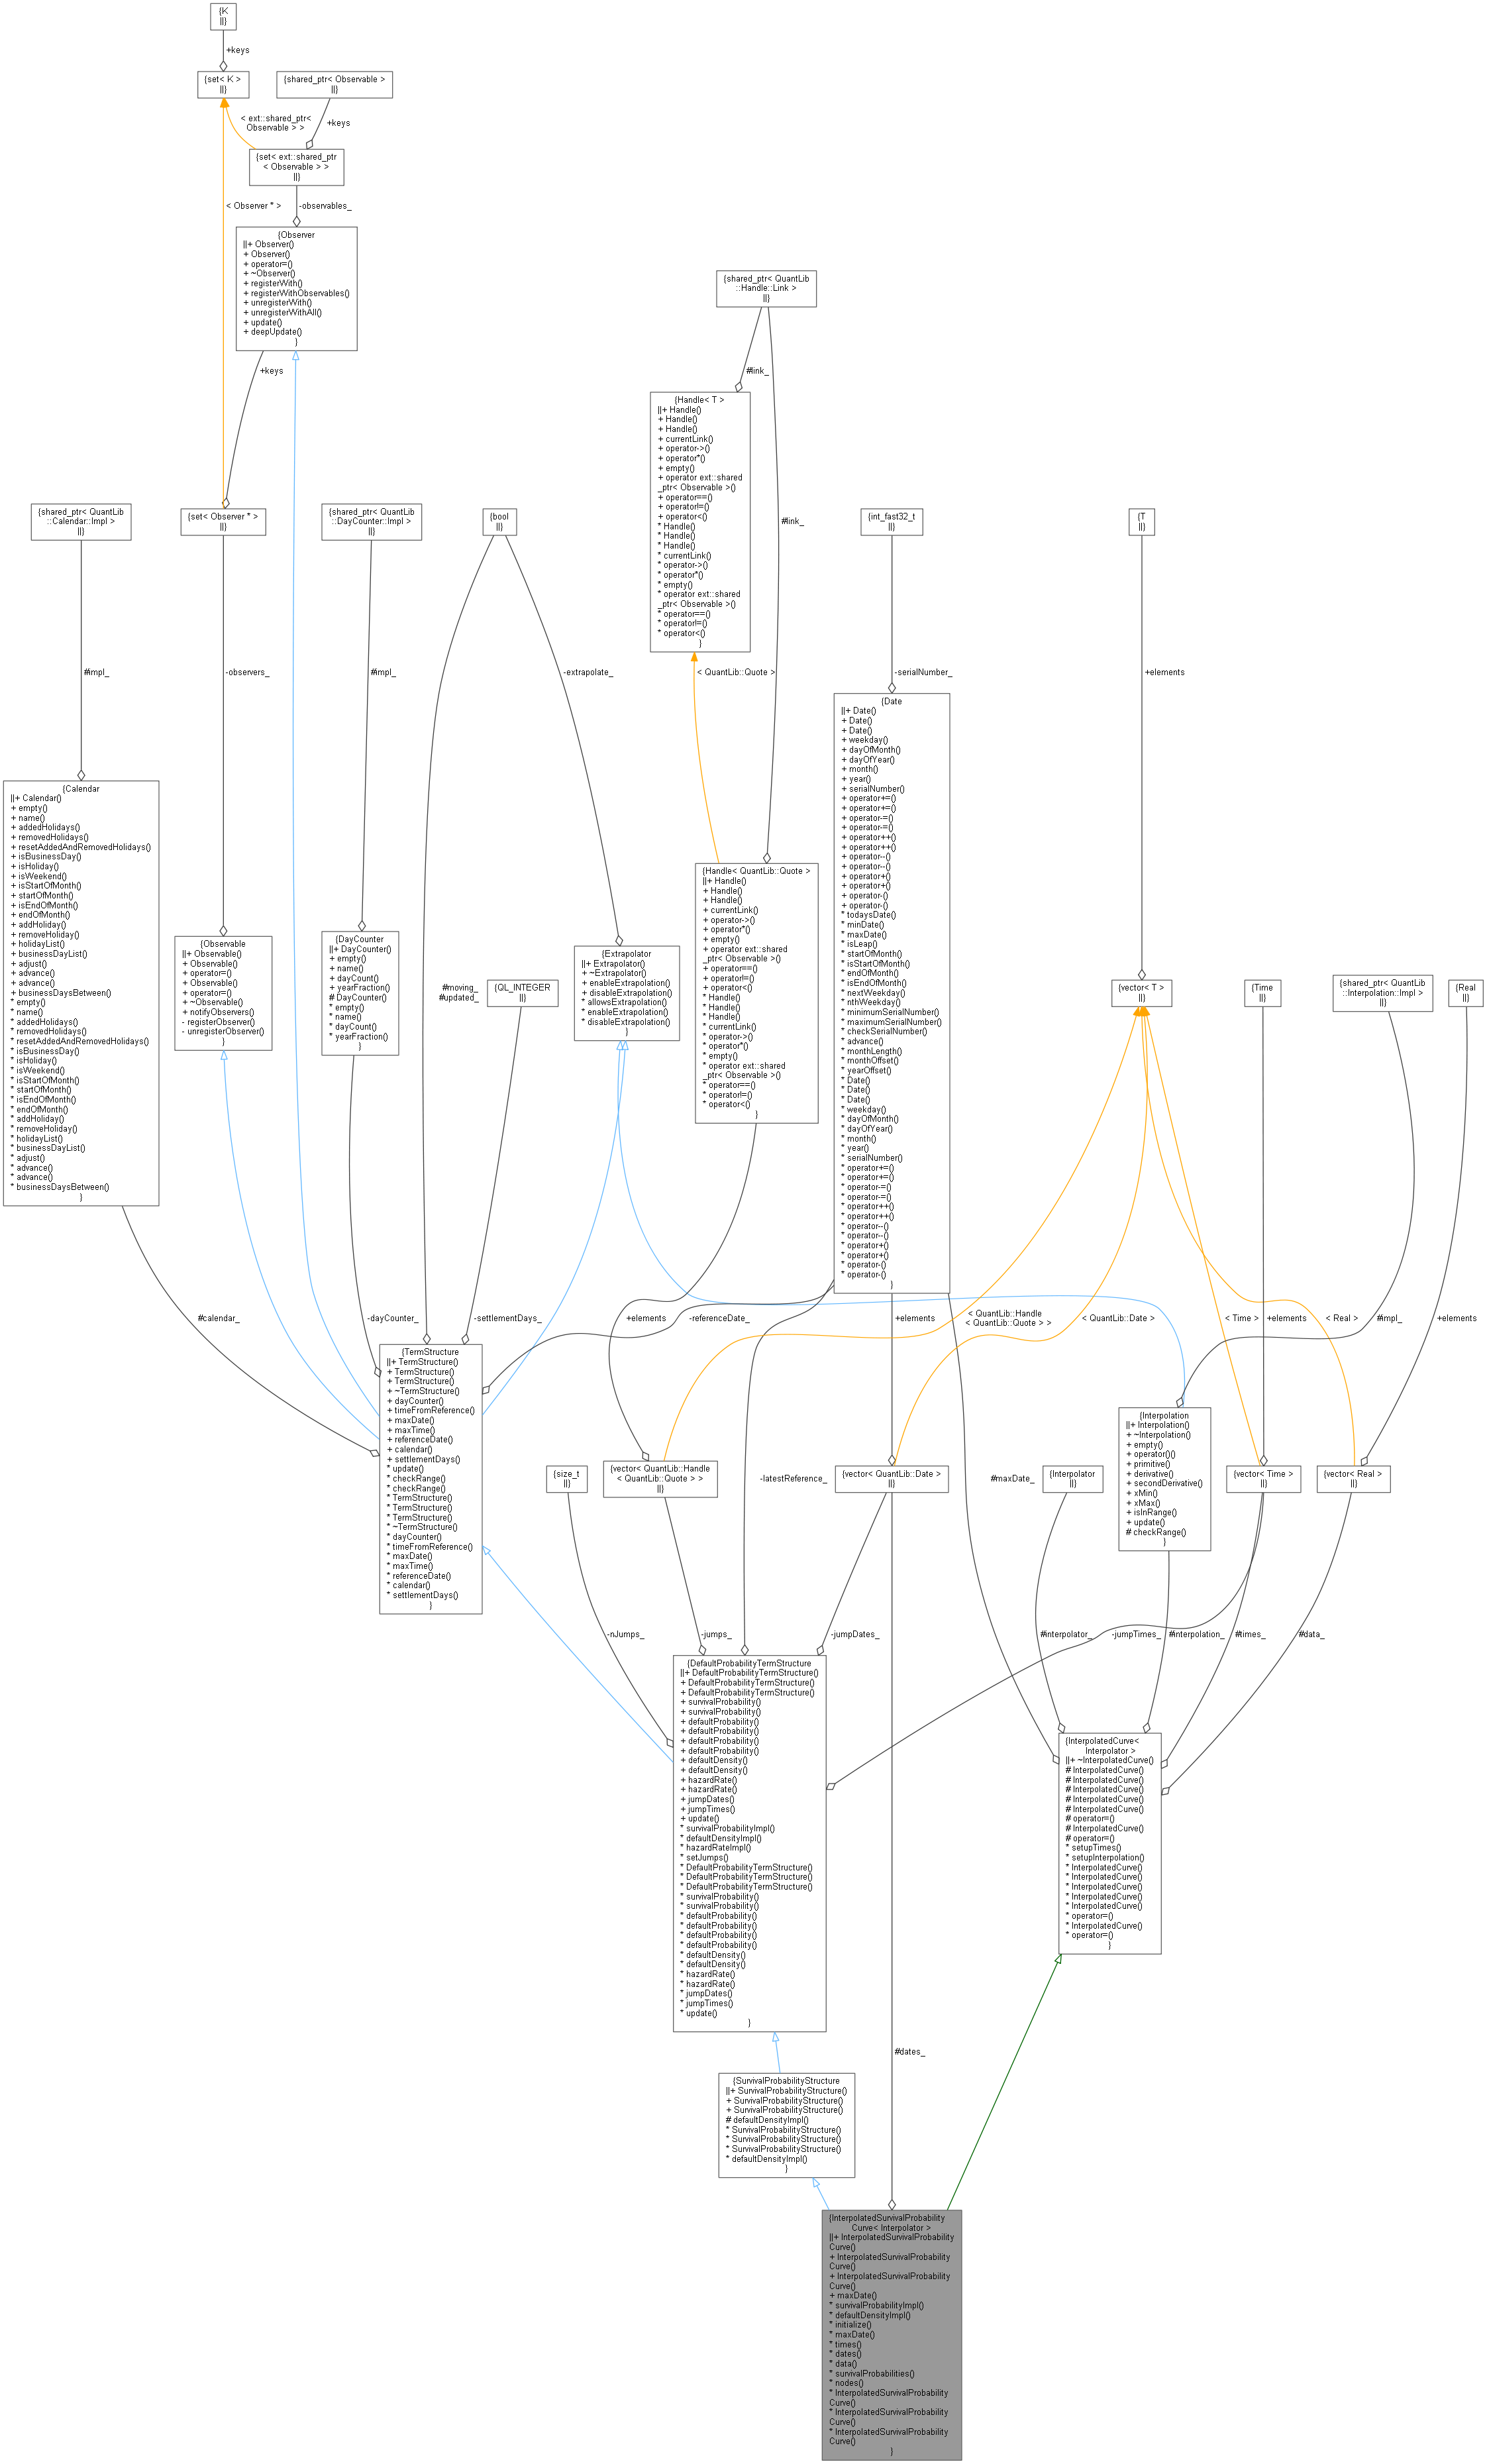 {K
||}
+keys
{set< K >
||}
{shared_ptr< Observable >
||}
< ext::shared_ptr<
Observable > >
+keys
{set< ext::shared_ptr
< Observable > >
||}
< Observer * >
-observables_
{Observer
||+ Observer()
+ Observer()
+ operator=()
+ ~Observer()
+ registerWith()
+ registerWithObservables()
+ unregisterWith()
+ unregisterWithAll()
+ update()
+ deepUpdate()
}
+keys
{shared_ptr< QuantLib
::Handle::Link >
||}
#link_
{Handle< T >
||+ Handle()
+ Handle()
+ Handle()
+ currentLink()
+ operator->()
+ operator*()
+ empty()
+ operator ext::shared
_ptr< Observable >()
+ operator==()
+ operator!=()
+ operator<()
* Handle()
* Handle()
* Handle()
* currentLink()
* operator->()
* operator*()
* empty()
* operator ext::shared
_ptr< Observable >()
* operator==()
* operator!=()
* operator<()
}
#link_
{shared_ptr< QuantLib
::Calendar::Impl >
||}
{set< Observer * >
||}
{shared_ptr< QuantLib
::DayCounter::Impl >
||}
{bool
||}
{int_fast32_t
||}
{T
||}
#impl_
-observers_
#impl_
-extrapolate_
< QuantLib::Quote >
-serialNumber_
+elements
{Calendar
||+ Calendar()
+ empty()
+ name()
+ addedHolidays()
+ removedHolidays()
+ resetAddedAndRemovedHolidays()
+ isBusinessDay()
+ isHoliday()
+ isWeekend()
+ isStartOfMonth()
+ startOfMonth()
+ isEndOfMonth()
+ endOfMonth()
+ addHoliday()
+ removeHoliday()
+ holidayList()
+ businessDayList()
+ adjust()
+ advance()
+ advance()
+ businessDaysBetween()
* empty()
* name()
* addedHolidays()
* removedHolidays()
* resetAddedAndRemovedHolidays()
* isBusinessDay()
* isHoliday()
* isWeekend()
* isStartOfMonth()
* startOfMonth()
* isEndOfMonth()
* endOfMonth()
* addHoliday()
* removeHoliday()
* holidayList()
* businessDayList()
* adjust()
* advance()
* advance()
* businessDaysBetween()
}
{Observable
||+ Observable()
+ Observable()
+ operator=()
+ Observable()
+ operator=()
+ ~Observable()
+ notifyObservers()
- registerObserver()
- unregisterObserver()
}
{DayCounter
||+ DayCounter()
+ empty()
+ name()
+ dayCount()
+ yearFraction()
# DayCounter()
* empty()
* name()
* dayCount()
* yearFraction()
}
#moving_
#updated_
{QL_INTEGER
||}
{Extrapolator
||+ Extrapolator()
+ ~Extrapolator()
+ enableExtrapolation()
+ disableExtrapolation()
* allowsExtrapolation()
* enableExtrapolation()
* disableExtrapolation()
}
{Handle< QuantLib::Quote >
||+ Handle()
+ Handle()
+ Handle()
+ currentLink()
+ operator->()
+ operator*()
+ empty()
+ operator ext::shared
_ptr< Observable >()
+ operator==()
+ operator!=()
+ operator<()
* Handle()
* Handle()
* Handle()
* currentLink()
* operator->()
* operator*()
* empty()
* operator ext::shared
_ptr< Observable >()
* operator==()
* operator!=()
* operator<()
}
{Date
||+ Date()
+ Date()
+ Date()
+ weekday()
+ dayOfMonth()
+ dayOfYear()
+ month()
+ year()
+ serialNumber()
+ operator+=()
+ operator+=()
+ operator-=()
+ operator-=()
+ operator++()
+ operator++()
+ operator--()
+ operator--()
+ operator+()
+ operator+()
+ operator-()
+ operator-()
* todaysDate()
* minDate()
* maxDate()
* isLeap()
* startOfMonth()
* isStartOfMonth()
* endOfMonth()
* isEndOfMonth()
* nextWeekday()
* nthWeekday()
* minimumSerialNumber()
* maximumSerialNumber()
* checkSerialNumber()
* advance()
* monthLength()
* monthOffset()
* yearOffset()
* Date()
* Date()
* Date()
* weekday()
* dayOfMonth()
* dayOfYear()
* month()
* year()
* serialNumber()
* operator+=()
* operator+=()
* operator-=()
* operator-=()
* operator++()
* operator++()
* operator--()
* operator--()
* operator+()
* operator+()
* operator-()
* operator-()
}
{vector< T >
||}
{Time
||}
{shared_ptr< QuantLib
::Interpolation::Impl >
||}
{Real
||}
#calendar_
-dayCounter_
-settlementDays_
+elements
-referenceDate_
+elements
< QuantLib::Handle
< QuantLib::Quote > >
< QuantLib::Date >
< Time >
+elements
< Real >
#impl_
+elements
{TermStructure
||+ TermStructure()
+ TermStructure()
+ TermStructure()
+ ~TermStructure()
+ dayCounter()
+ timeFromReference()
+ maxDate()
+ maxTime()
+ referenceDate()
+ calendar()
+ settlementDays()
* update()
* checkRange()
* checkRange()
* TermStructure()
* TermStructure()
* TermStructure()
* ~TermStructure()
* dayCounter()
* timeFromReference()
* maxDate()
* maxTime()
* referenceDate()
* calendar()
* settlementDays()
}
{size_t
||}
{vector< QuantLib::Handle
< QuantLib::Quote > >
||}
-latestReference_
{vector< QuantLib::Date >
||}
#maxDate_
{Interpolator
||}
{Interpolation
||+ Interpolation()
+ ~Interpolation()
+ empty()
+ operator()()
+ primitive()
+ derivative()
+ secondDerivative()
+ xMin()
+ xMax()
+ isInRange()
+ update()
# checkRange()
}
{vector< Time >
||}
{vector< Real >
||}
-nJumps_
-jumps_
-jumpDates_
#interpolator_
-jumpTimes_
#interpolation_
#times_
#data_
{DefaultProbabilityTermStructure
||+ DefaultProbabilityTermStructure()
+ DefaultProbabilityTermStructure()
+ DefaultProbabilityTermStructure()
+ survivalProbability()
+ survivalProbability()
+ defaultProbability()
+ defaultProbability()
+ defaultProbability()
+ defaultProbability()
+ defaultDensity()
+ defaultDensity()
+ hazardRate()
+ hazardRate()
+ jumpDates()
+ jumpTimes()
+ update()
* survivalProbabilityImpl()
* defaultDensityImpl()
* hazardRateImpl()
* setJumps()
* DefaultProbabilityTermStructure()
* DefaultProbabilityTermStructure()
* DefaultProbabilityTermStructure()
* survivalProbability()
* survivalProbability()
* defaultProbability()
* defaultProbability()
* defaultProbability()
* defaultProbability()
* defaultDensity()
* defaultDensity()
* hazardRate()
* hazardRate()
* jumpDates()
* jumpTimes()
* update()
}
{InterpolatedCurve<
Interpolator >
||+ ~InterpolatedCurve()
# InterpolatedCurve()
# InterpolatedCurve()
# InterpolatedCurve()
# InterpolatedCurve()
# InterpolatedCurve()
# operator=()
# InterpolatedCurve()
# operator=()
* setupTimes()
* setupInterpolation()
* InterpolatedCurve()
* InterpolatedCurve()
* InterpolatedCurve()
* InterpolatedCurve()
* InterpolatedCurve()
* operator=()
* InterpolatedCurve()
* operator=()
}
#dates_
{SurvivalProbabilityStructure
||+ SurvivalProbabilityStructure()
+ SurvivalProbabilityStructure()
+ SurvivalProbabilityStructure()
# defaultDensityImpl()
* SurvivalProbabilityStructure()
* SurvivalProbabilityStructure()
* SurvivalProbabilityStructure()
* defaultDensityImpl()
}
{InterpolatedSurvivalProbability
Curve< Interpolator >
||+ InterpolatedSurvivalProbability
Curve()
+ InterpolatedSurvivalProbability
Curve()
+ InterpolatedSurvivalProbability
Curve()
+ maxDate()
* survivalProbabilityImpl()
* defaultDensityImpl()
* initialize()
* maxDate()
* times()
* dates()
* data()
* survivalProbabilities()
* nodes()
* InterpolatedSurvivalProbability
Curve()
* InterpolatedSurvivalProbability
Curve()
* InterpolatedSurvivalProbability
Curve()
}